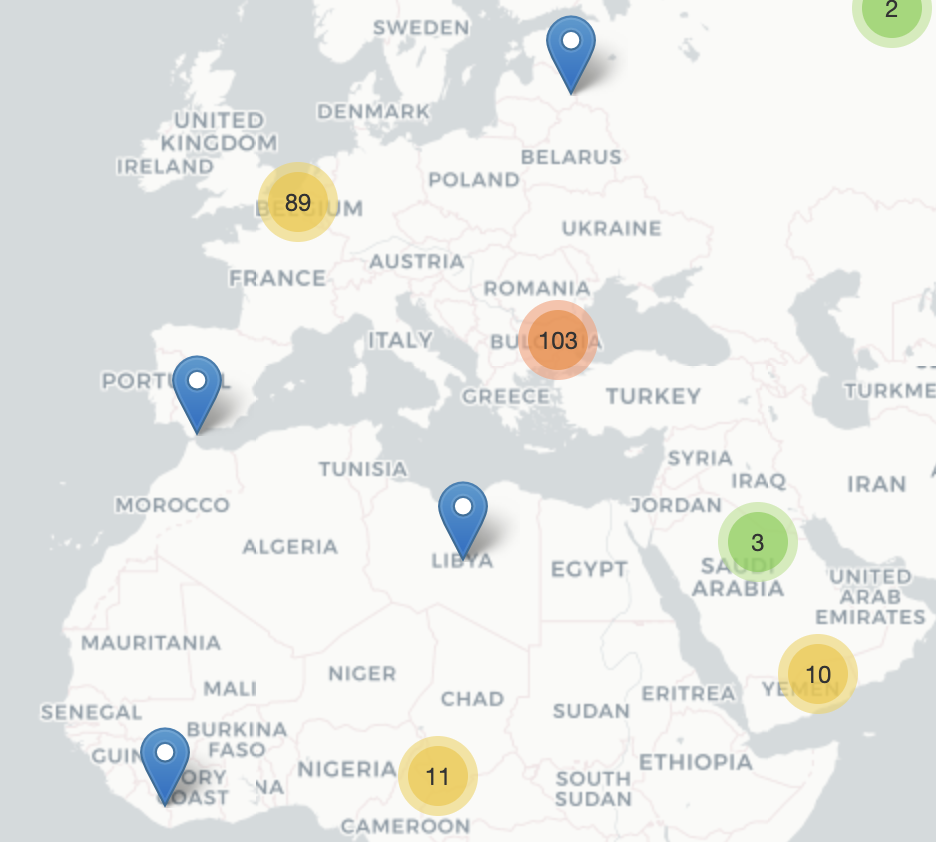 2
SWEDEN
DENMARK
UNITED
KINGDOM
IRELAND
BELARUS
POLAND
89
UKRAINE
AUSTRIA
FRANCE
ROMANIA
103
ITALY
GREECE
TURKEY
TURKME
SYRIA
TUNISIA
IRAQ
IRAN
MOROCCO
JORDAN
3
ALGERIA
LIBYA
EGYPT
SAUDI
ARABIA
UNITED
ARAB
EMIRATES
MAURITANIA
NIGER
10
MALI
ERITREA
CHAD
SENEGAL
SUDAN
BURKINA
FASO
ETHIOPIA
NIGERIA
11
SOUTH
SUDAN
NA
CAMEROON